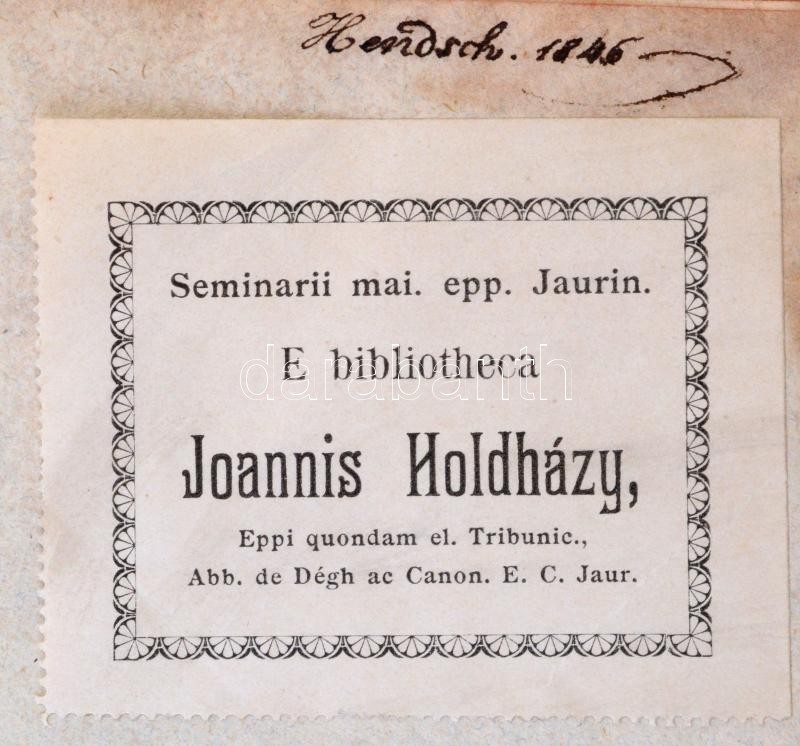 Hendsch. 1846
Seminarii mai. epp. Jaurin.
E bibliotheca
darabanth
Joannis Holdházy,
Eppi quondam el. Tribunic.,
Abb. de Dégh ac Canon. E. C. Jaur.